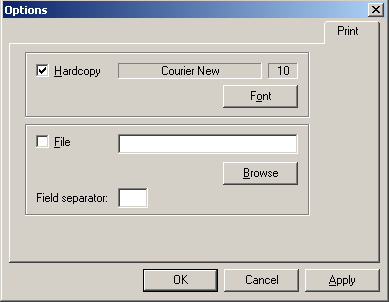 Options
Print
Hardcopy Courier New 10
Font
File
Browse
Field separator:
OK Cancel Apply